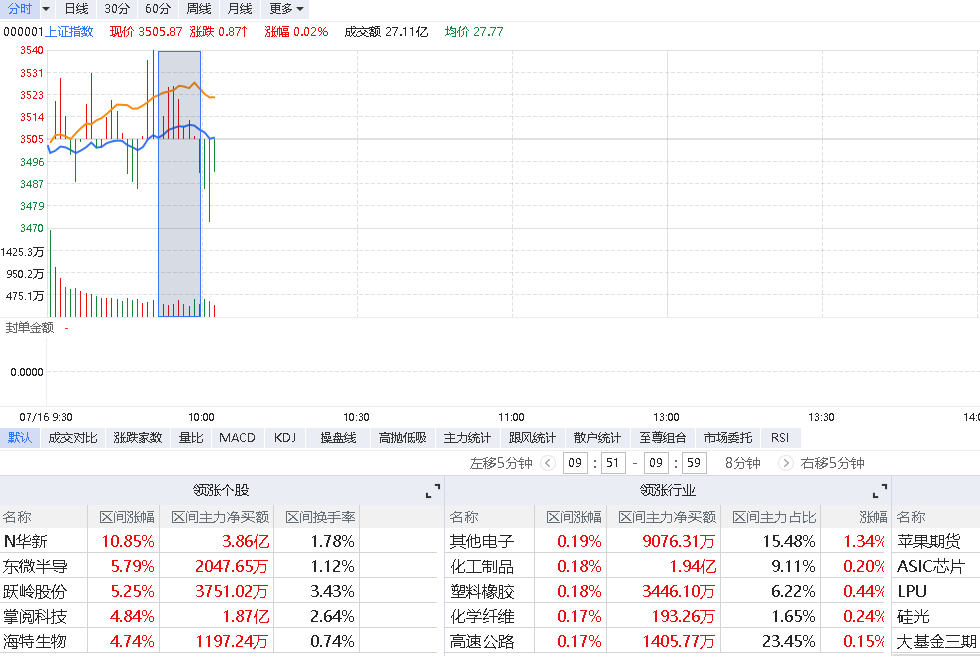 分时 日线 30分 60分 周线 月线 更多
000001上证指数 现价 3505.87 涨跌 0.87↑ 涨幅 0.02% 成交额 27.11亿 均价 27.77
3540
3531
3523
3514
3505
3496
3487
3479
3470
1425.3万
950.2万
475.1万
封单金额 -
0.0000
07/16 9:30 10:00 10:30 11:00 13:00 13:30 14:0
默认 成交对比 涨跌家数 量比 MACD KDJ 操盘线 高抛低吸 主力统计 跟风统计 散户统计 至尊组合 市场委托 RSI
左移5分钟 09 : 51 - 09 : 59 8分钟 右移5分钟
领涨个股 领涨行业
名称 区间涨幅 区间主力净买额 区间换手率 名称 区间涨幅 区间主力净买额 区间主力占比 涨幅 名称
N华新 10.85% 3.86亿 1.78% 其他电子 0.19% 9076.31万 15.48% 1.34% 苹果期货
东微半导 5.79% 2047.65万 1.12% 化工制品 0.18% 1.94亿 9.11% 0.20% ASIC芯片
跃岭股份 5.25% 3751.02万 3.43% 塑料橡胶 0.18% 3446.10万 6.22% 0.44% LPU
掌阅科技 4.84% 1.87亿 2.64% 化学纤维 0.17% 193.26万 1.65% 0.24% 硅光
海特生物 4.74% 1197.24万 0.74% 高速公路 0.17% 1405.77万 23.45% 0.15% 大基金三期